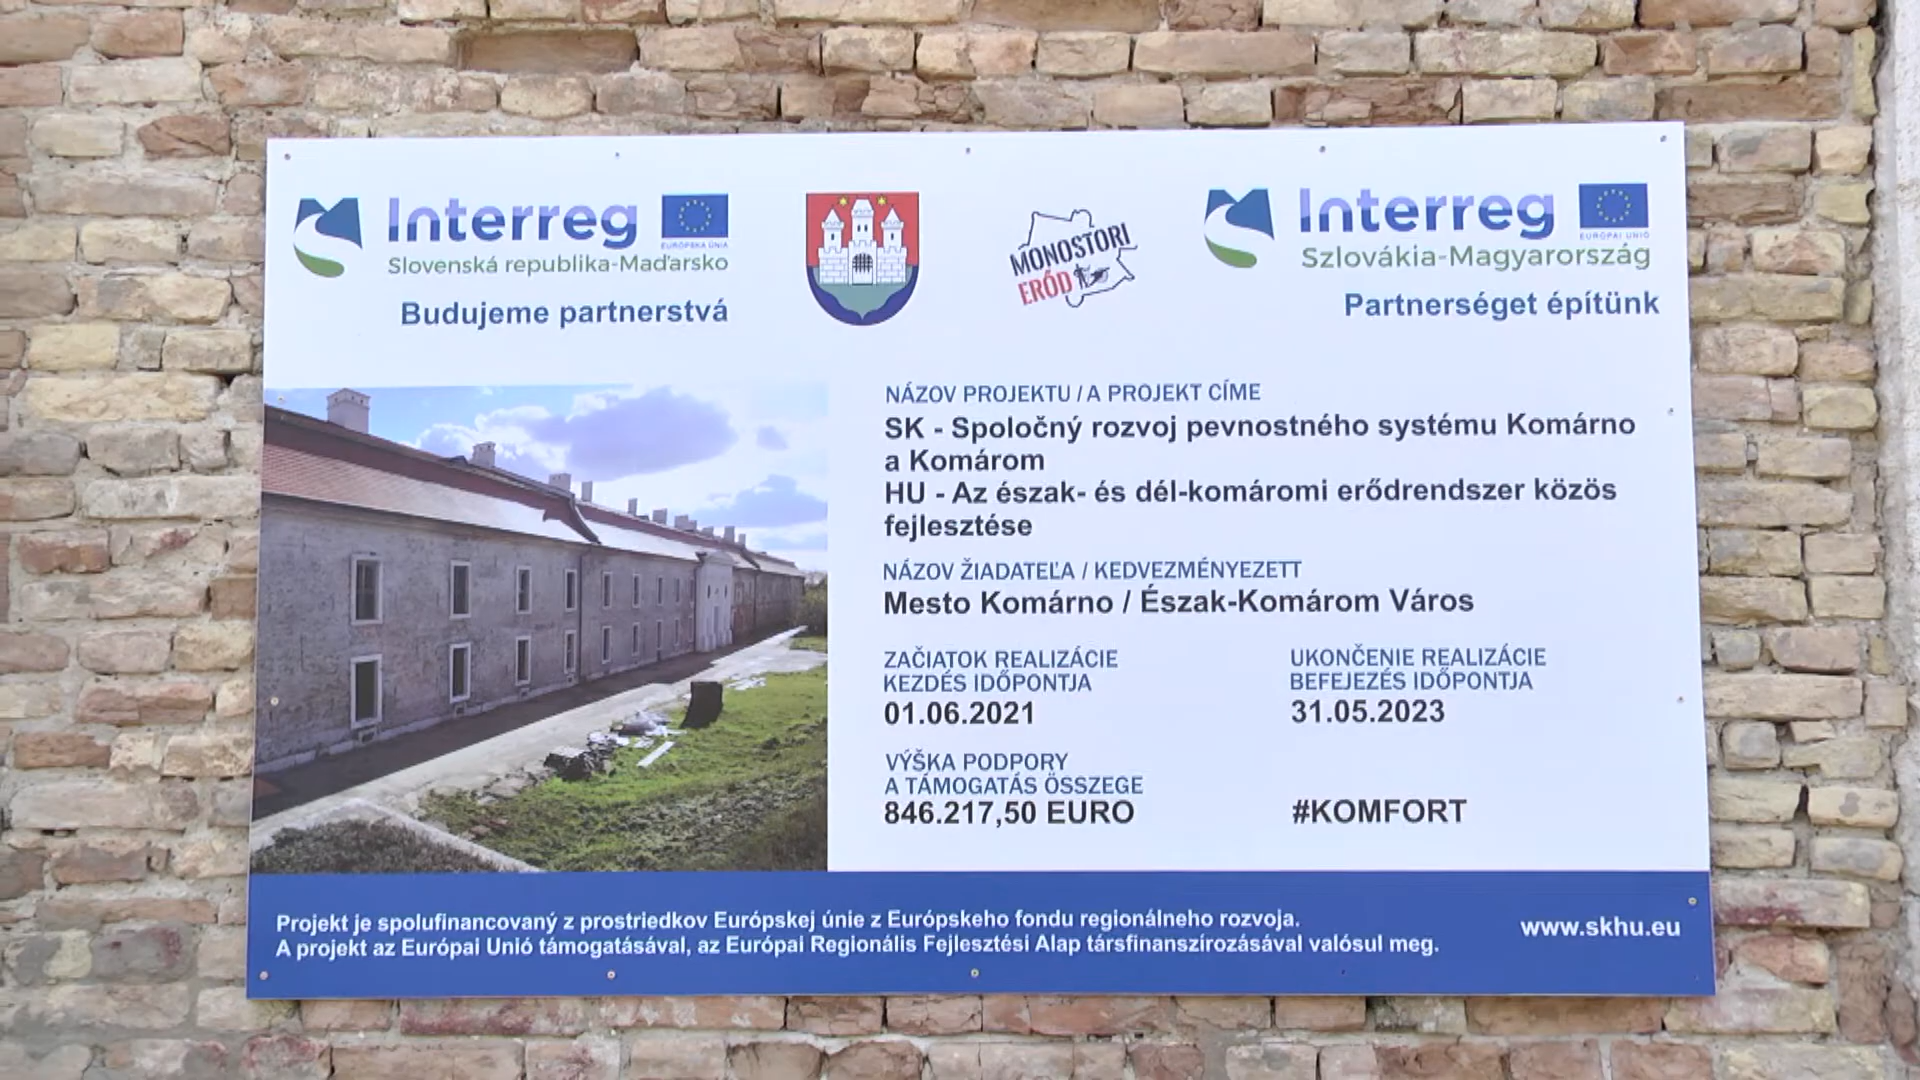 Interreg
EURÓPSKA ÚNIA
Slovenská republika-Maďarsko
Budujeme partnerstvá
MONOSTORI
ERŐD
Interreg
EURÓPAI UNIÓ
Szlovákia-Magyarország
Partnerséget építünk
NÁZOV PROJEKTU / A PROJEKT CÍME
SK - Spoločný rozvoj pevnostného systému Komárno
a Komárom
HU - Az észak- és dél-komáromi erődrendszer közös
fejlesztése
NÁZOV ŽIADATEĽA / KEDVEZMÉNYEZETT
Mesto Komárno / Észak-Komárom Város
ZAČIATOK REALIZÁCIE
KEZDÉS IDŐPONTJA
01.06.2021
UKONČENIE REALIZÁCIE
BEFEJEZÉS IDŐPONTJA
31.05.2023
VÝŠKA PODPORY
A TÁMOGATÁS ÖSSZEGE
846.217,50 EURO
#KOMFORT
Projekt je spolufinancovaný z prostriedkov Európskej únie z Európskeho fondu regionálneho rozvoja.
A projekt az Európai Unió támogatásával, az Európai Regionális Fejlesztési Alap társfinanszírozásával valósul meg.
www.skhu.eu